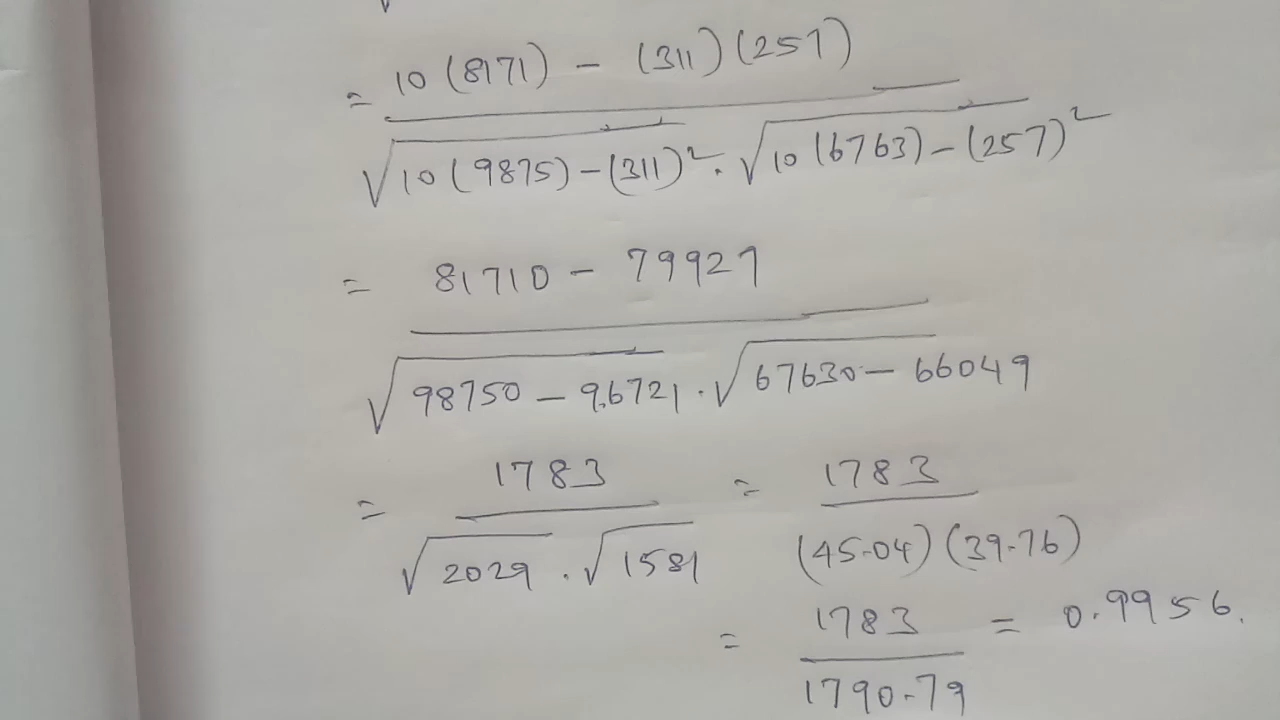 = 10 (8171) - (311) (257)
√10 (9875) - (311)² . √10 (6763) - (257)²
= 81710 - 79927
√98750 - 96721 . √67630 - 66049
= 1783 = 1783
√2029 . √1581 (45.04) (39.76)
= 1783 = 0.9956.
1790.79